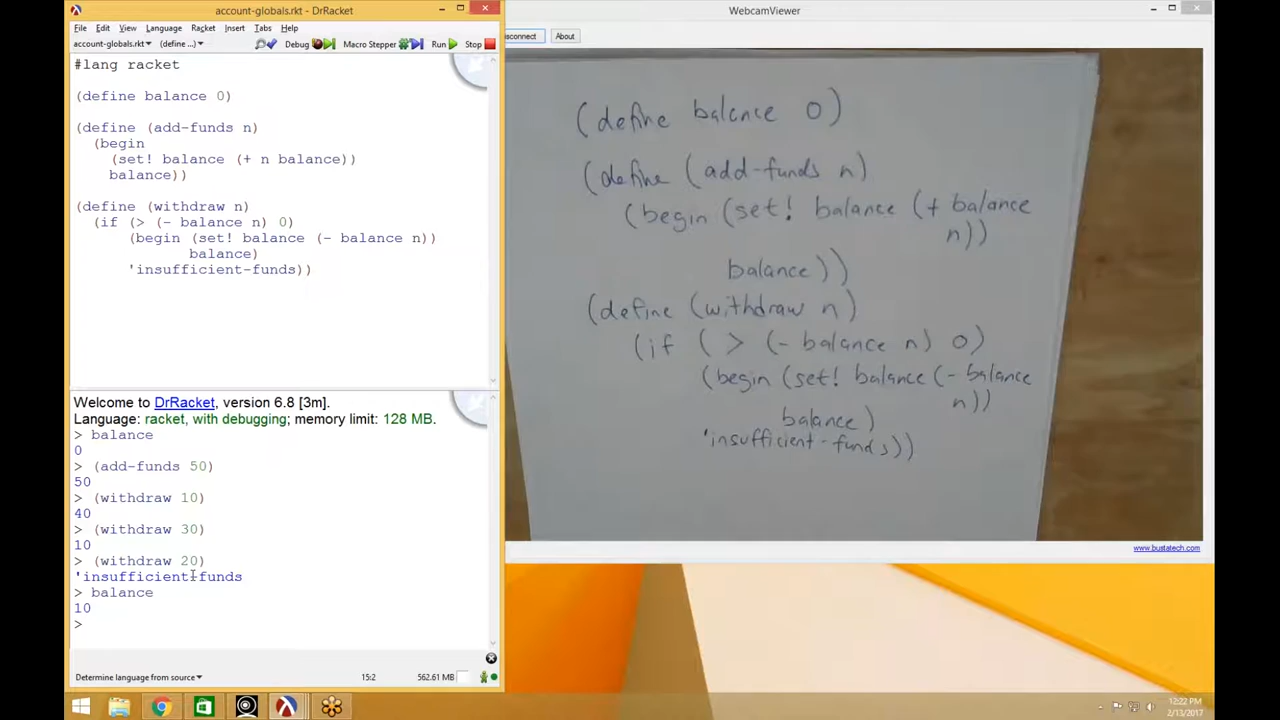 account-globals.rkt - DrRacket
File Edit View Language Racket Insert Tabs Help
account-globals.rkt (define ...) Debug Macro Stepper Run Stop
#lang racket
(define balance 0)
(define (add-funds n)
(begin
(set! balance (+ n balance))
balance))
(define (withdraw n)
(if (> (- balance n) 0)
(begin (set! balance (- balance n))
balance)
'insufficient-funds))
Welcome to DrRacket, version 6.8 [3m].
Language: racket, with debugging; memory limit: 128 MB.
> balance
0
> (add-funds 50)
50
> (withdraw 10)
40
> (withdraw 30)
10
> (withdraw 20)
'insufficient-funds
> balance
10
>
Determine language from source 15:2 562.61 MB
WebcamViewer
About
(define balance 0)
(define (add-funds n)
(begin (set! balance (+ balance
n))
balance))
(define (withdraw n)
(if (> (- balance n) 0)
(begin (set! balance (- balance
n))
balance)
'insufficient-funds))
www.bustatech.com
12:22 PM
2/13/2017